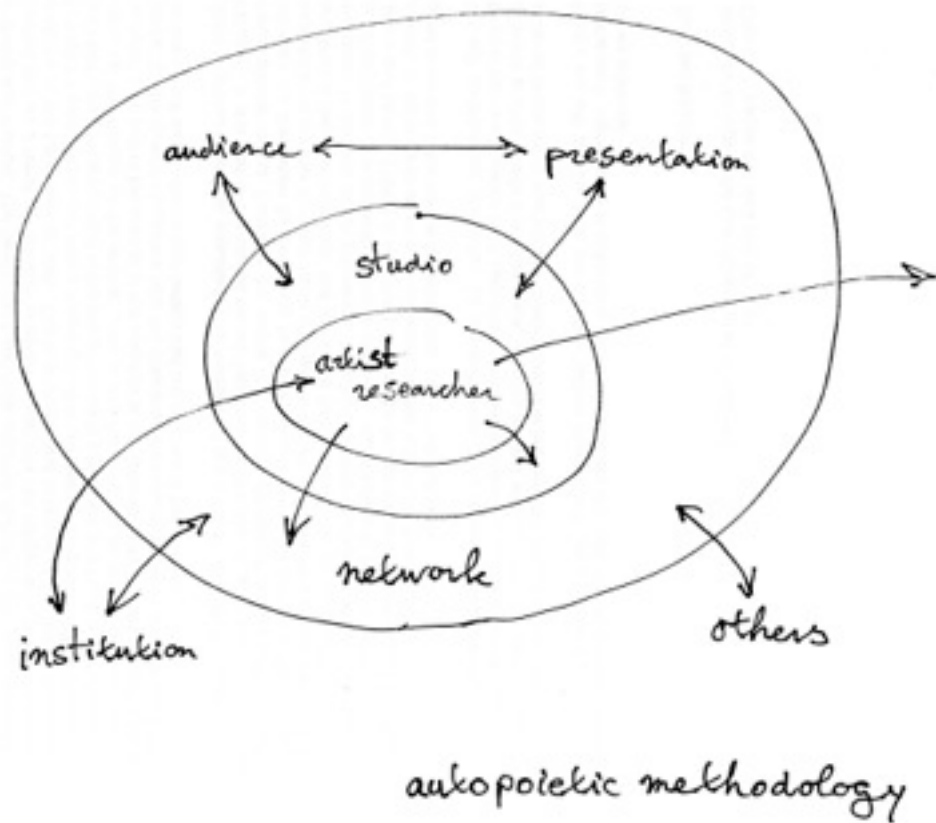 audience
presentation
studio
artist
researcher
network
institution
others
autopoietic methodology